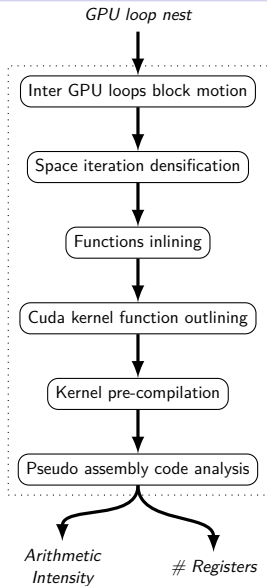 GPU loop nest
Inter GPU loops block motion
Space iteration densification
Functions inlining
Cuda kernel function outlining
Kernel pre-compilation
Pseudo assembly code analysis
Arithmetic
Intensity
# Registers